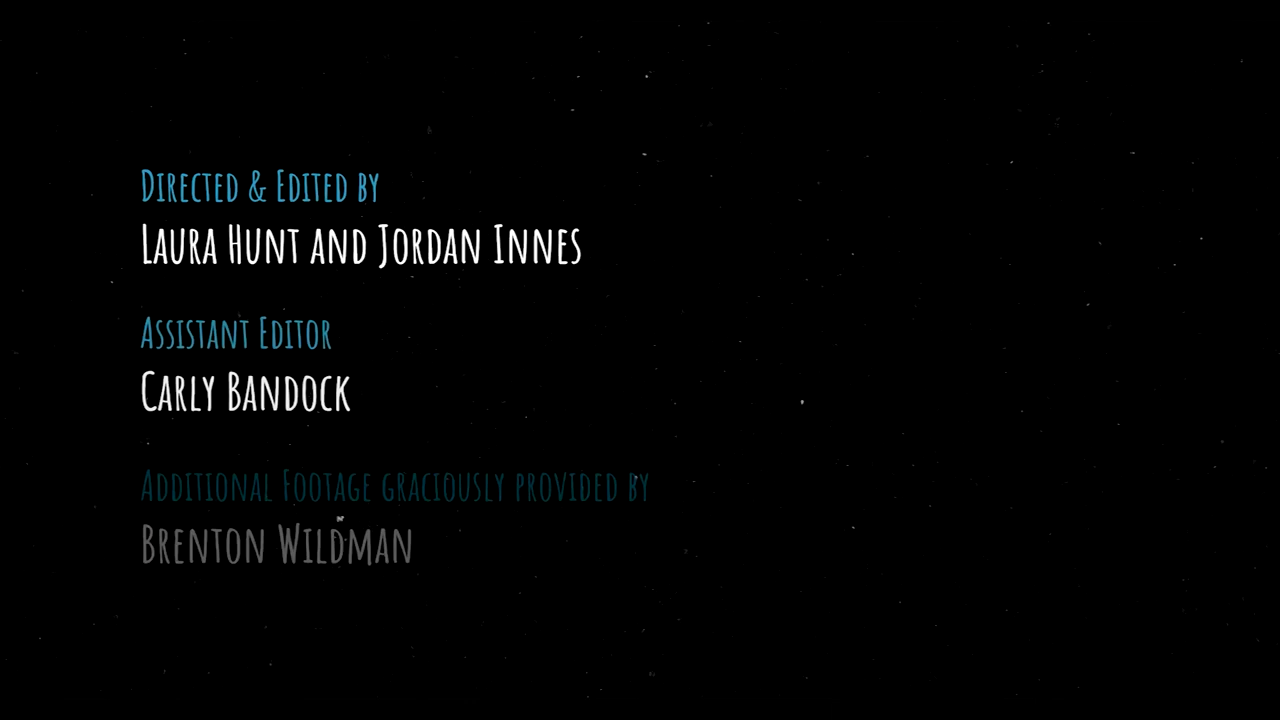 Directed & Edited by
Laura Hunt and Jordan Innes
Assistant Editor
Carly Bandock
Additional Footage graciously provided by
Brenton Wildman